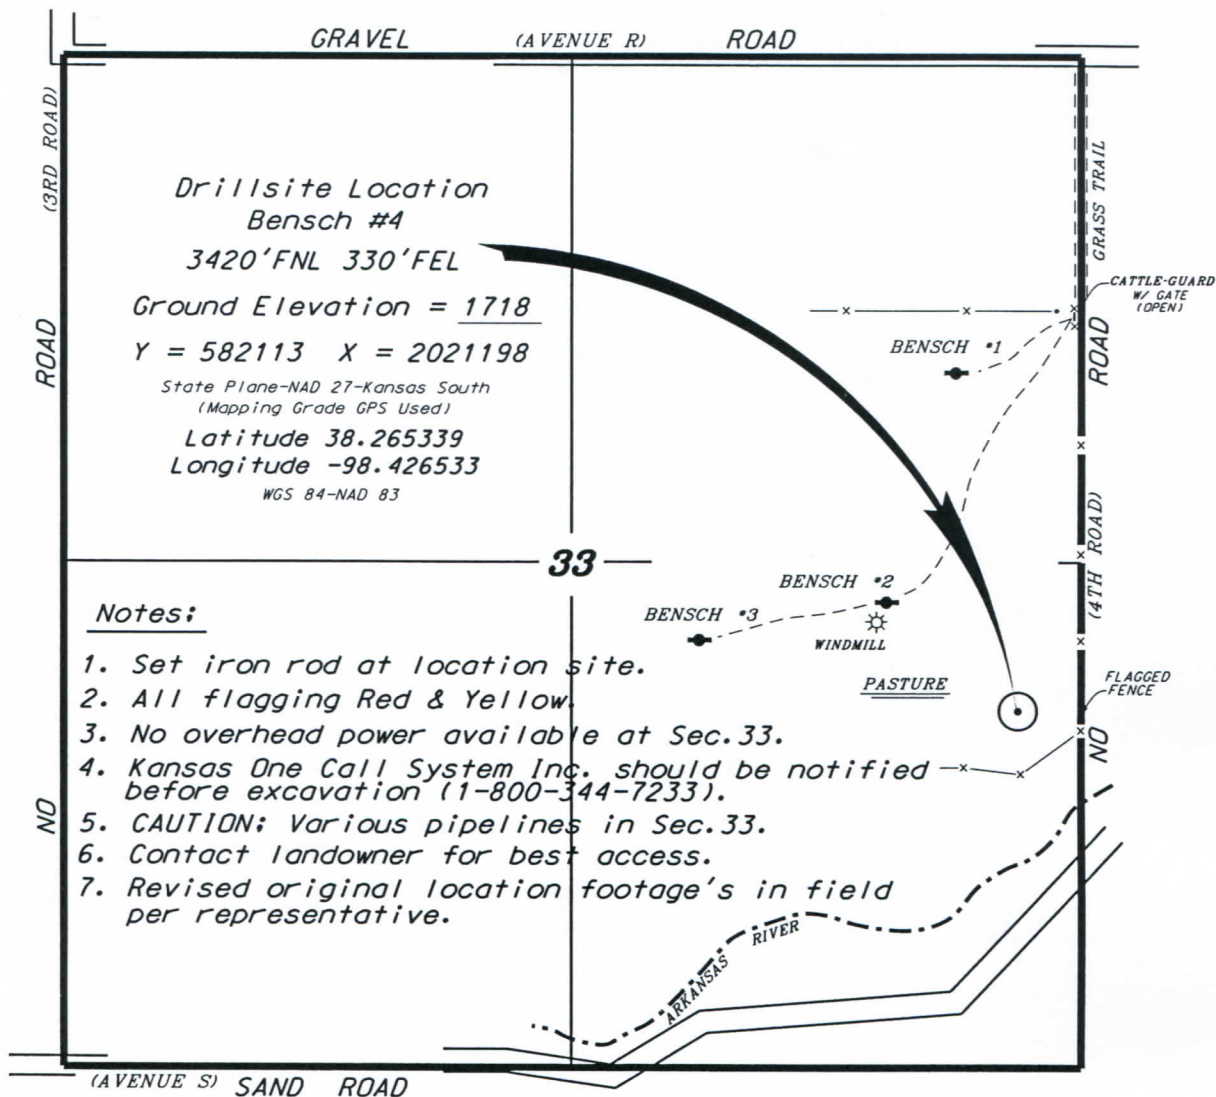 GRAVEL (AVENUE R) ROAD
(3RD ROAD)
ROAD
NO
Drillsite Location
Bensch #4
3420'FNL 330'FEL
Ground Elevation = 1718
Y = 582113 X = 2021198
State Plane-NAD 27-Kansas South
(Mapping Grade GPS Used)
Latitude 38.265339
Longitude -98.426533
WGS 84-NAD 83
GRASS TRAIL
CATTLE-GUARD
W/ GATE
(OPEN)
ROAD
BENSCH #1
(4TH ROAD)
33
BENSCH #2
BENSCH #3
WINDMILL
PASTURE
FLAGGED
FENCE
NO
Notes:
1. Set iron rod at location site.
2. All flagging Red & Yellow.
3. No overhead power available at Sec.33.
4. Kansas One Call System Inc. should be notified
before excavation (1-800-344-7233).
5. CAUTION: Various pipelines in Sec.33.
6. Contact landowner for best access.
7. Revised original location footage's in field
per representative.
ARKANSAS RIVER
(AVENUE S) SAND ROAD